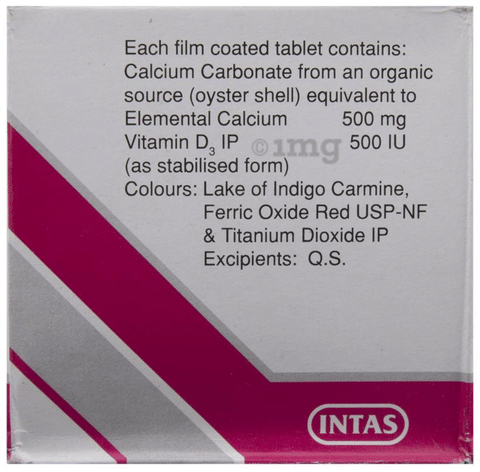 Each film coated tablet contains:
Calcium Carbonate from an organic
source (oyster shell) equivalent to
Elemental Calcium 500 mg
Vitamin D₃ IP 500 IU
©1mg
(as stabilised form)
Colours: Lake of Indigo Carmine,
Ferric Oxide Red USP-NF
& Titanium Dioxide IP
Excipients: Q.S.
INTAS